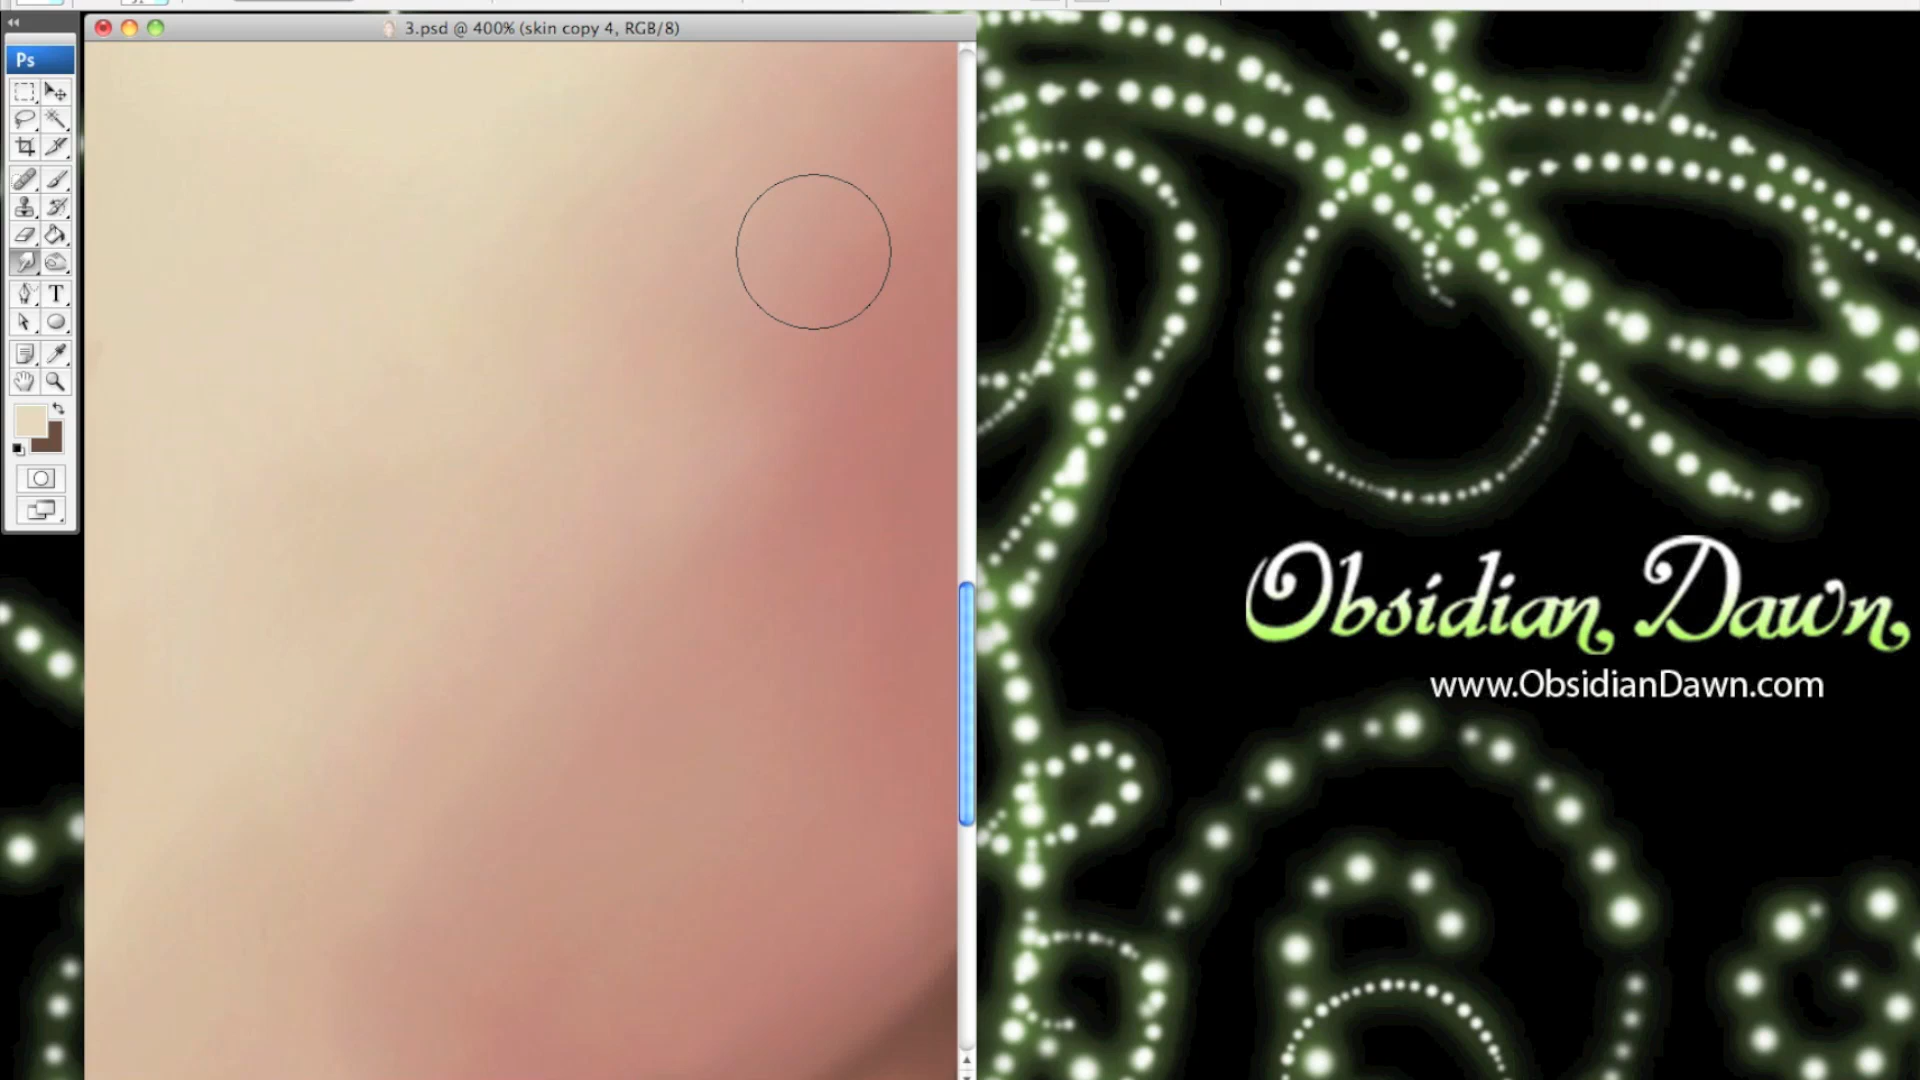 3.psd @ 400% (skin copy 4, RGB/8)
Ps
T
Obsidian Dawn
www.ObsidianDawn.com